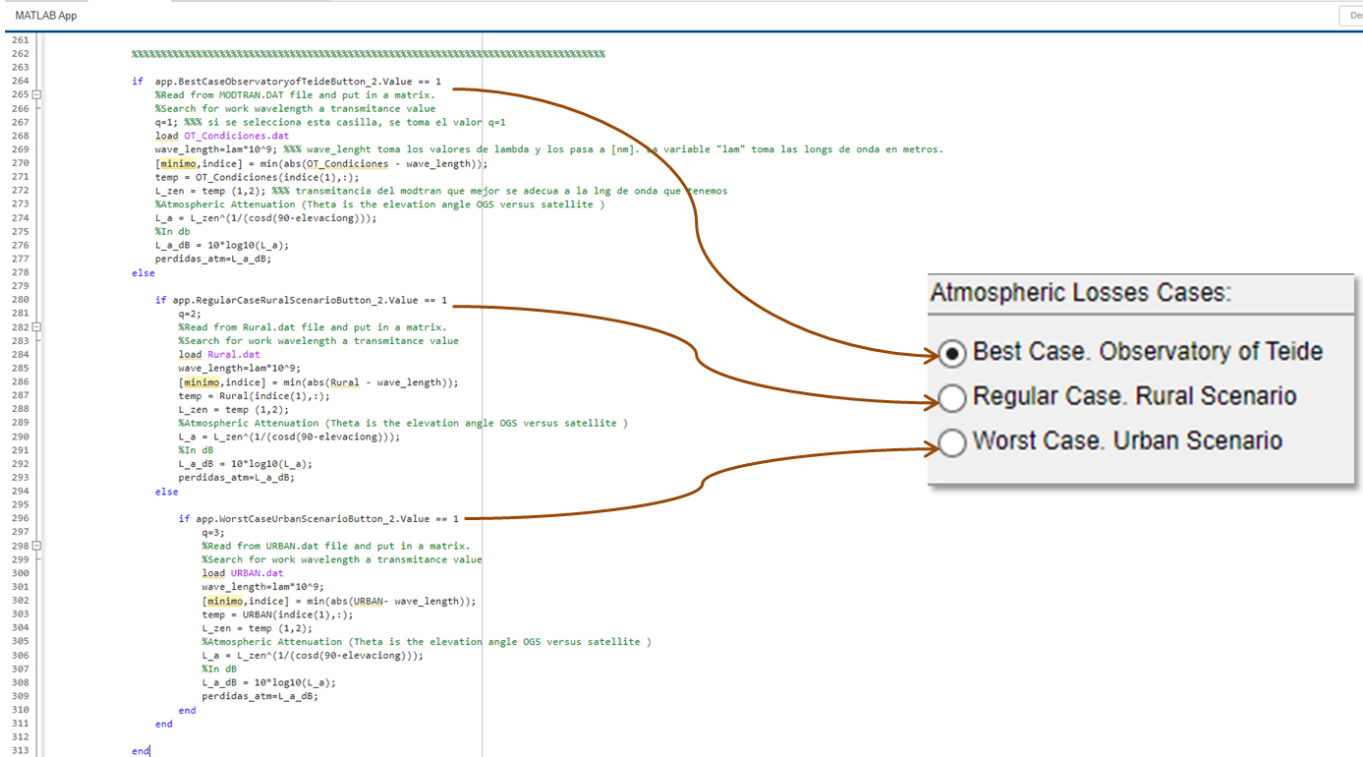 MATLAB App
De
261
262 %%%%%%%%%%%%%%%%%%%%%%%%%%%%%%%%%%%%%%%%%%%%%%%%%%%%%%%%%%%%%%%%%%%%%%%%%%%%%%%%%%
263
264 if app.BestCaseObservatoryofTeideButton_2.Value == 1
265 %Read from MODTRAN.DAT file and put in a matrix.
266 %Search for work wavelength a transmitance value
267 q=1; %%% si se selecciona esta casilla, se toma el valor q=1
268 load OT_Condiciones.dat
269 wave_length=lam*10^9; %%% wave_lenght toma los valores de lambda y los pasa a [nm]. La variable "lam" toma las longs de onda en metros.
270 [minimo,indice] = min(abs(OT_Condiciones - wave_length));
271 temp = OT_Condiciones(indice(1),:);
272 L_zen = temp (1,2); %%% transmitancia del modtran que mejor se adecua a la lng de onda que tenemos
273 %Atmospheric Attenuation (Theta is the elevation angle OGS versus satellite )
274 L_a = L_zen^(1/(cosd(90-elevaciong)));
275 %In db
276 L_a_dB = 10*log10(L_a);
277 perdidas_atm=L_a_dB;
278 else
279
280 if app.RegularCaseRuralScenarioButton_2.Value == 1
281 q=2;
282 %Read from Rural.dat file and put in a matrix.
283 %Search for work wavelength a transmitance value
284 load Rural.dat
285 wave_length=lam*10^9;
286 [minimo,indice] = min(abs(Rural - wave_length));
287 temp = Rural(indice(1),:);
288 L_zen = temp (1,2);
289 %Atmospheric Attenuation (Theta is the elevation angle OGS versus satellite )
290 L_a = L_zen^(1/(cosd(90-elevaciong)));
291 %In dB
292 L_a_dB = 10*log10(L_a);
293 perdidas_atm=L_a_dB;
294 else
295
296 if app.WorstCaseUrbanScenarioButton_2.Value == 1
297 q=3;
298 %Read from URBAN.dat file and put in a matrix.
299 %Search for work wavelength a transmitance value
300 load URBAN.dat
301 wave_length=lam*10^9;
302 [minimo,indice] = min(abs(URBAN- wave_length));
303 temp = URBAN(indice(1),:);
304 L_zen = temp (1,2);
305 %Atmospheric Attenuation (Theta is the elevation angle OGS versus satellite )
306 L_a = L_zen^(1/(cosd(90-elevaciong)));
307 %In dB
308 L_a_dB = 10*log10(L_a);
309 perdidas_atm=L_a_dB;
310 end
311 end
312
313 end
Atmospheric Losses Cases:
Best Case. Observatory of Teide
Regular Case. Rural Scenario
Worst Case. Urban Scenario